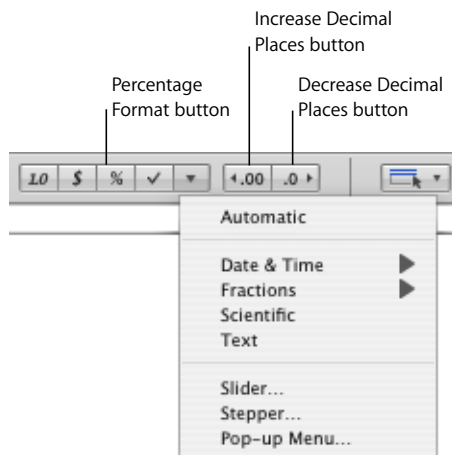 Increase Decimal
Places button
Percentage
Format button
Decrease Decimal
Places button
1.0 $ % ✓ .00 .0
Automatic
Date & Time
Fractions
Scientific
Text
Slider...
Stepper...
Pop-up Menu...